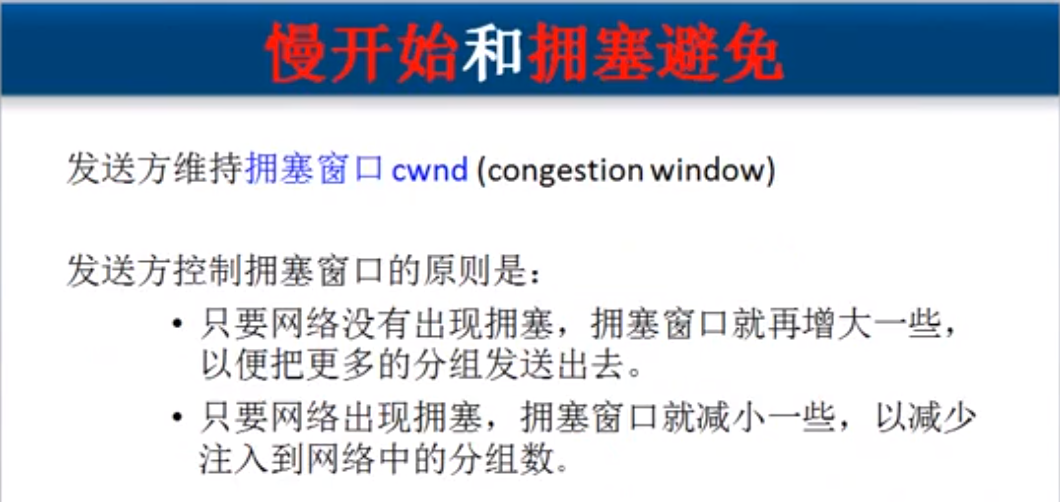 慢开始和拥塞避免
发送方维持拥塞窗口 cwnd (congestion window)
发送方控制拥塞窗口的原则是：
• 只要网络没有出现拥塞，拥塞窗口就再增大一些，
以便把更多的分组发送出去。
• 只要网络出现拥塞，拥塞窗口就减小一些，以减少
注入到网络中的分组数。